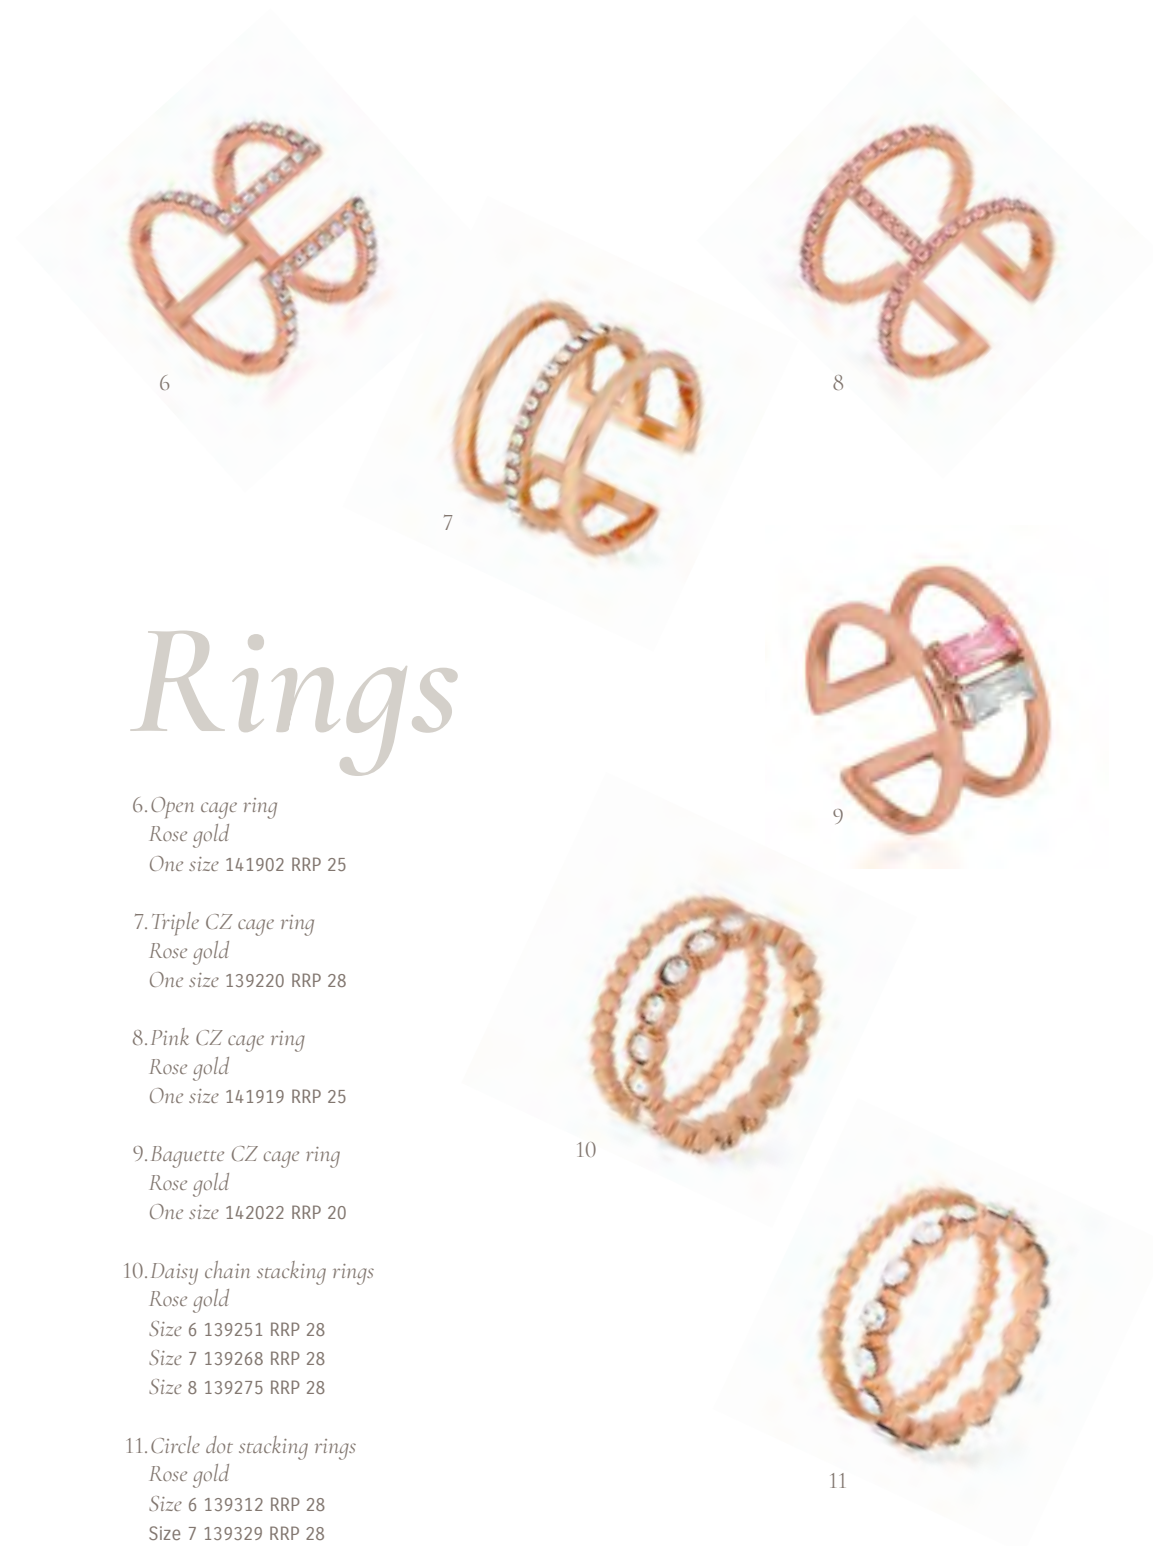 6
8
7
9
Rings
6. Open cage ring
Rose gold
One size 141902 RRP 25
7. Triple CZ cage ring
Rose gold
One size 139220 RRP 28
8. Pink CZ cage ring
Rose gold
One size 141919 RRP 25
9. Baguette CZ cage ring
Rose gold
One size 142022 RRP 20
10. Daisy chain stacking rings
Rose gold
Size 6 139251 RRP 28
Size 7 139268 RRP 28
Size 8 139275 RRP 28
11. Circle dot stacking rings
Rose gold
Size 6 139312 RRP 28
Size 7 139329 RRP 28
10
11